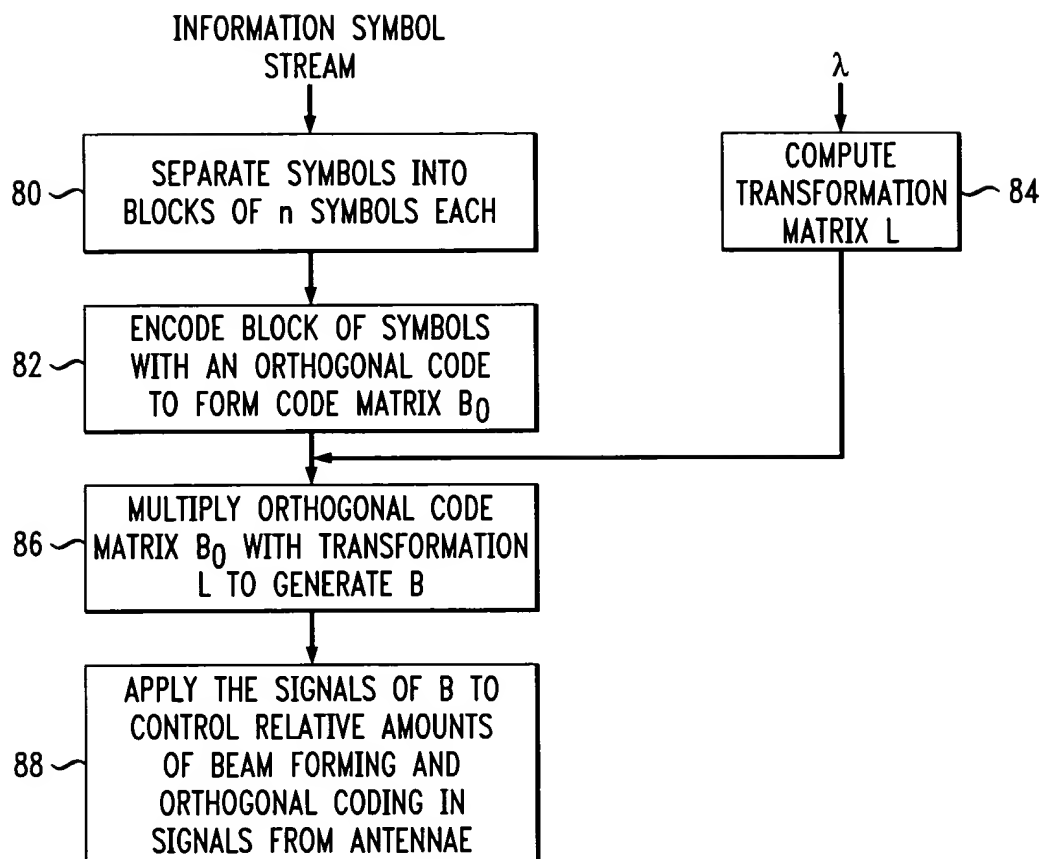 INFORMATION SYMBOL
STREAM
λ
80
SEPARATE SYMBOLS INTO
BLOCKS OF n SYMBOLS EACH
COMPUTE
TRANSFORMATION
MATRIX L
84
82
ENCODE BLOCK OF SYMBOLS
WITH AN ORTHOGONAL CODE
TO FORM CODE MATRIX B0
86
MULTIPLY ORTHOGONAL CODE
MATRIX B0 WITH TRANSFORMATION
L TO GENERATE B
88
APPLY THE SIGNALS OF B TO
CONTROL RELATIVE AMOUNTS
OF BEAM FORMING AND
ORTHOGONAL CODING IN
SIGNALS FROM ANTENNAE